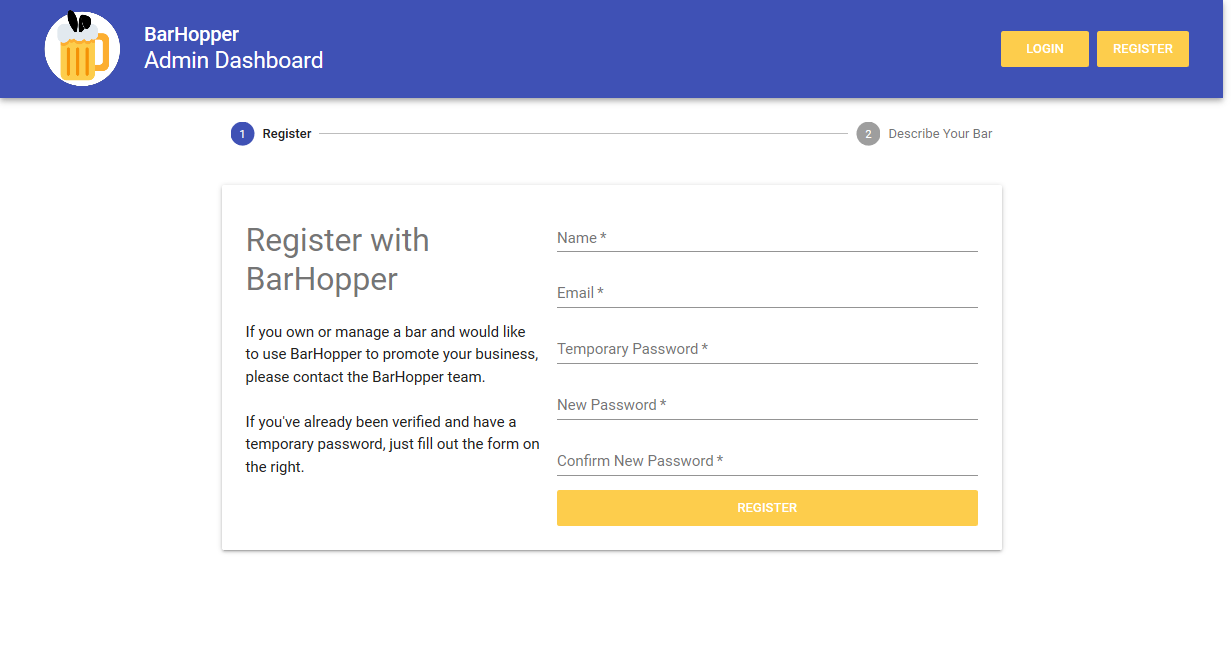 BarHopper
Admin Dashboard
LOGIN
REGISTER
1 Register
2 Describe Your Bar
Register with
BarHopper
If you own or manage a bar and would like
to use BarHopper to promote your business,
please contact the BarHopper team.
If you've already been verified and have a
temporary password, just fill out the form on
the right.
Name *
Email *
Temporary Password *
New Password *
Confirm New Password *
REGISTER